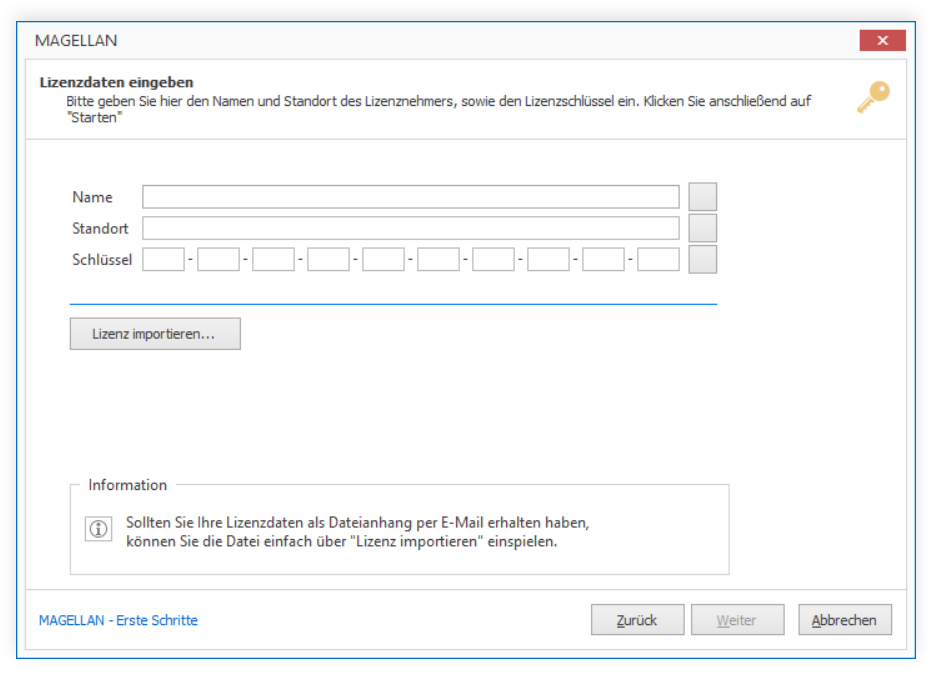 MAGELLAN
Lizenzdaten eingeben
Bitte geben Sie hier den Namen und Standort des Lizenznehmers, sowie den Lizenzschlüssel ein. Klicken Sie anschließend auf
"Starten"
Name
Standort
Schlüssel - - - - - - - - -
Lizenz importieren...
Information
Sollten Sie Ihre Lizenzdaten als Dateianhang per E-Mail erhalten haben,
können Sie die Datei einfach über "Lizenz importieren" einspielen.
MAGELLAN - Erste Schritte Zurück Weiter Abbrechen